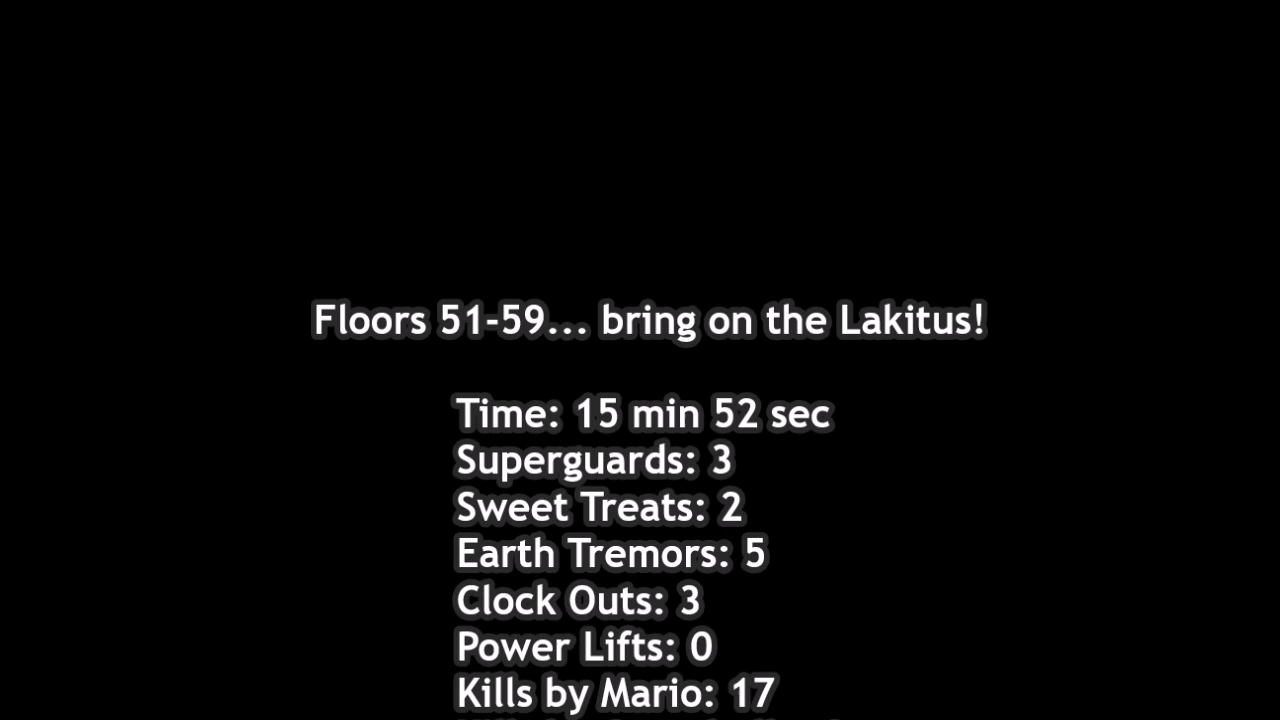 Floors 51-59... bring on the Lakitus!
Time: 15 min 52 sec
Superguards: 3
Sweet Treats: 2
Earth Tremors: 5
Clock Outs: 3
Power Lifts: 0
Kills by Mario: 17